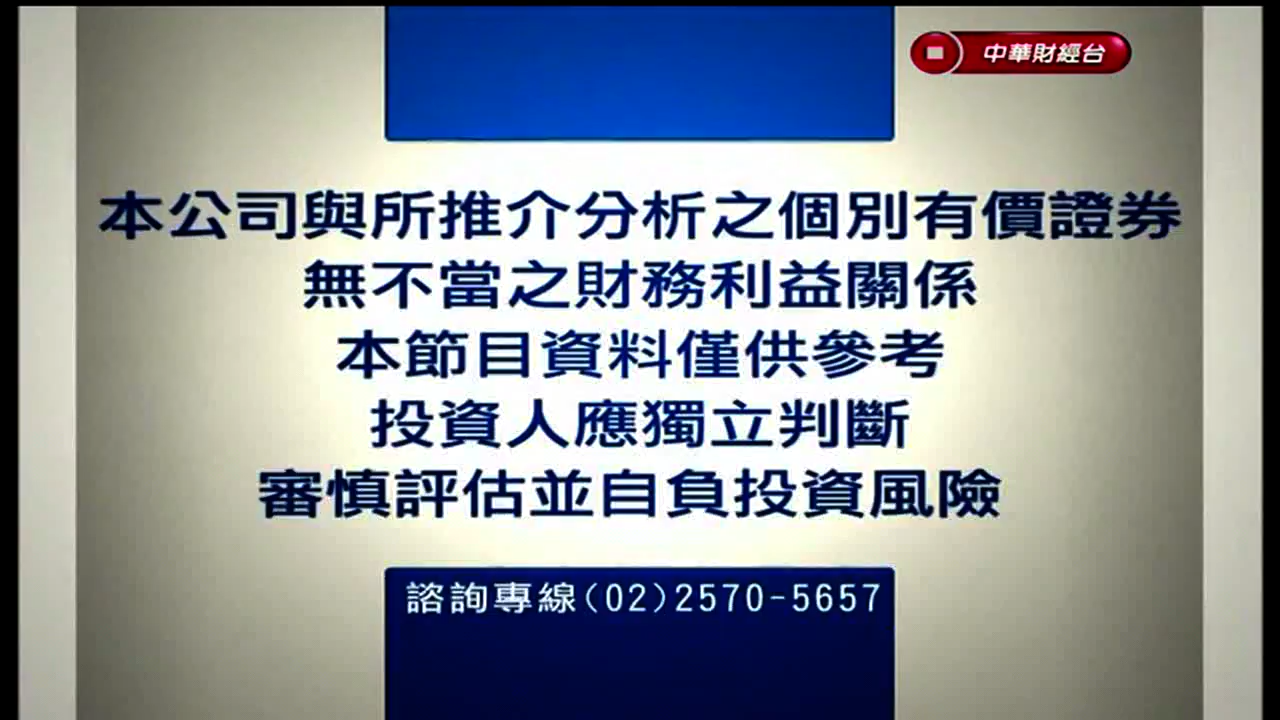 中華財經台
本公司與所推介分析之個別有價證券
無不當之財務利益關係
本節目資料僅供參考
投資人應獨立判斷
審慎評估並自負投資風險
諮詢專線(02)2570-5657